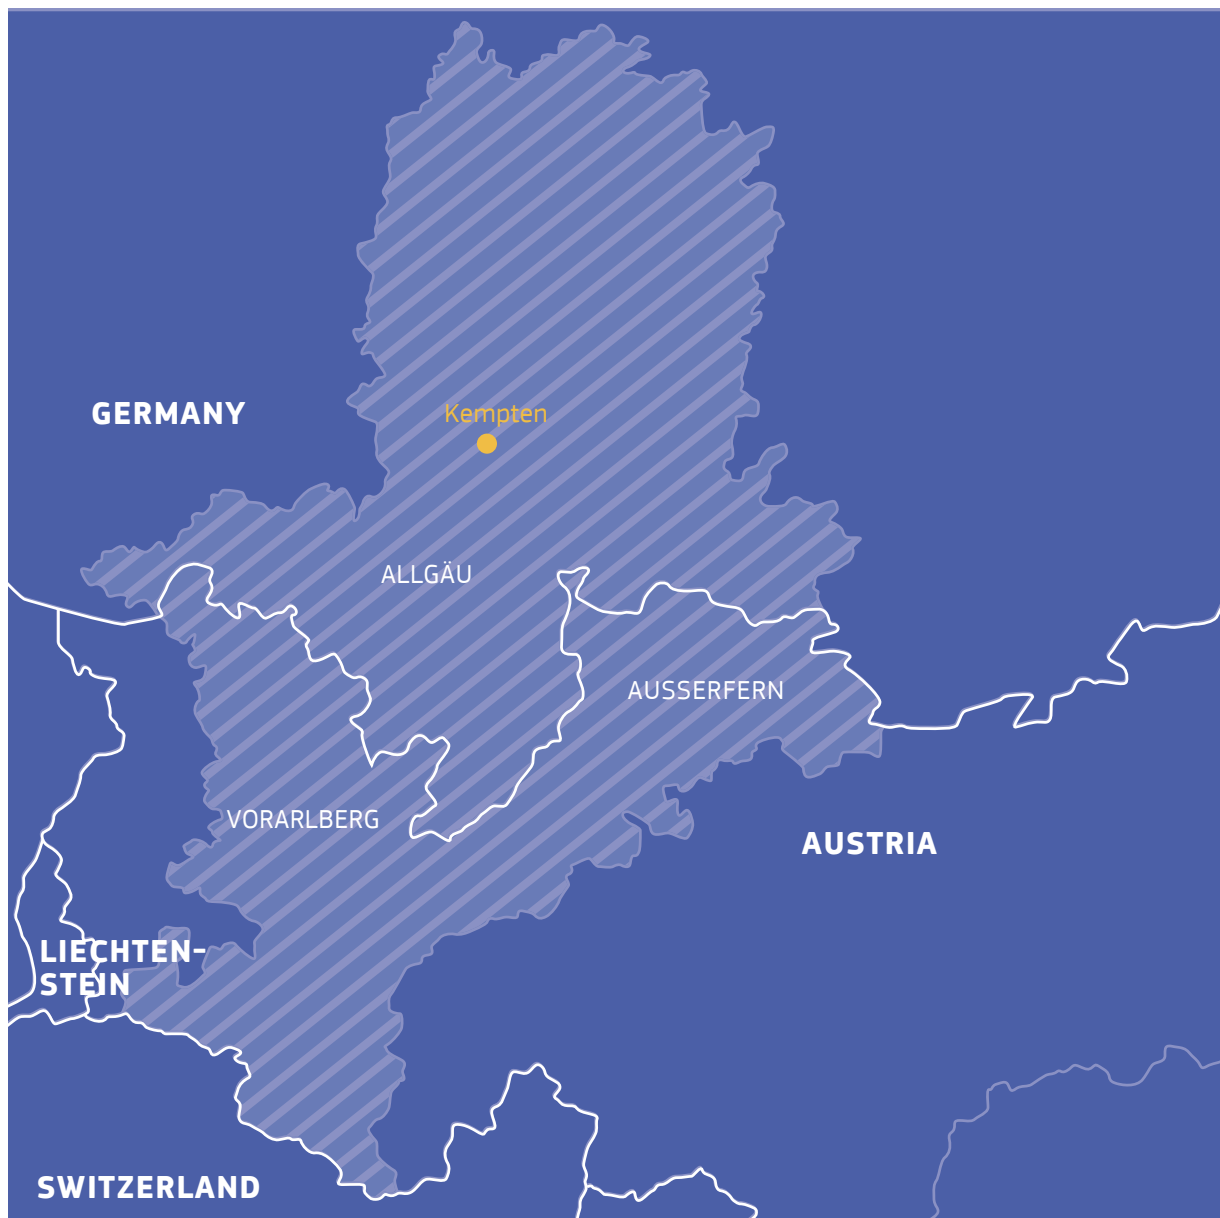 GERMANY
Kempten
ALLGÄU
AUSSERFERN
VORARLBERG
AUSTRIA
LIECHTEN-
STEIN
SWITZERLAND